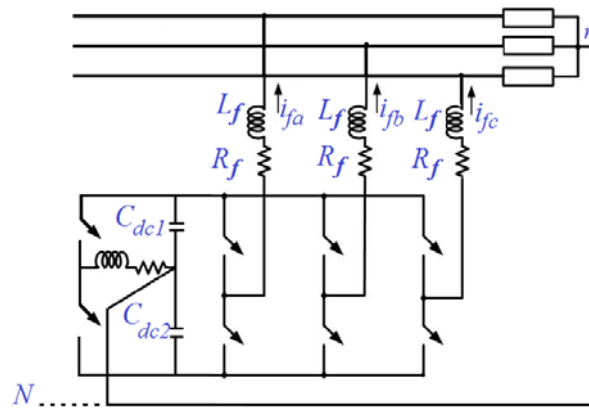 n
L_f i_fa L_f i_fb L_f i_fc
R_f R_f R_f
C_dc1
C_dc2
N